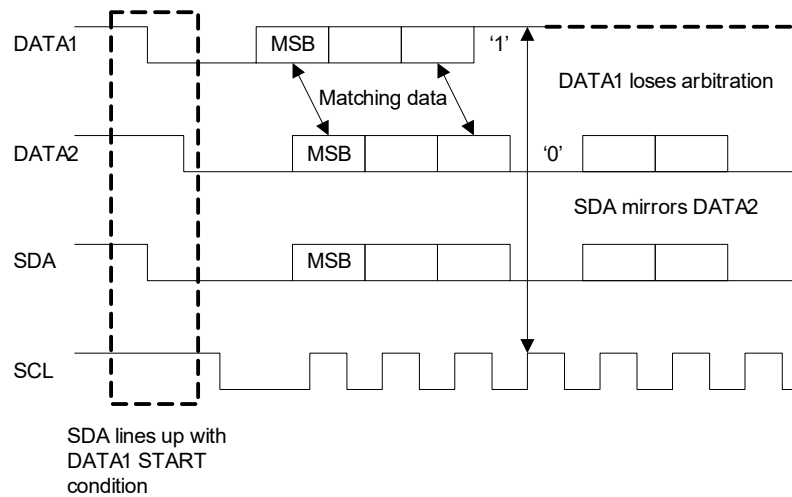 DATA1
MSB
‘1’
DATA1 loses arbitration
Matching data
DATA2
MSB
‘0’
SDA mirrors DATA2
SDA
MSB
SCL
SDA lines up with
DATA1 START
condition